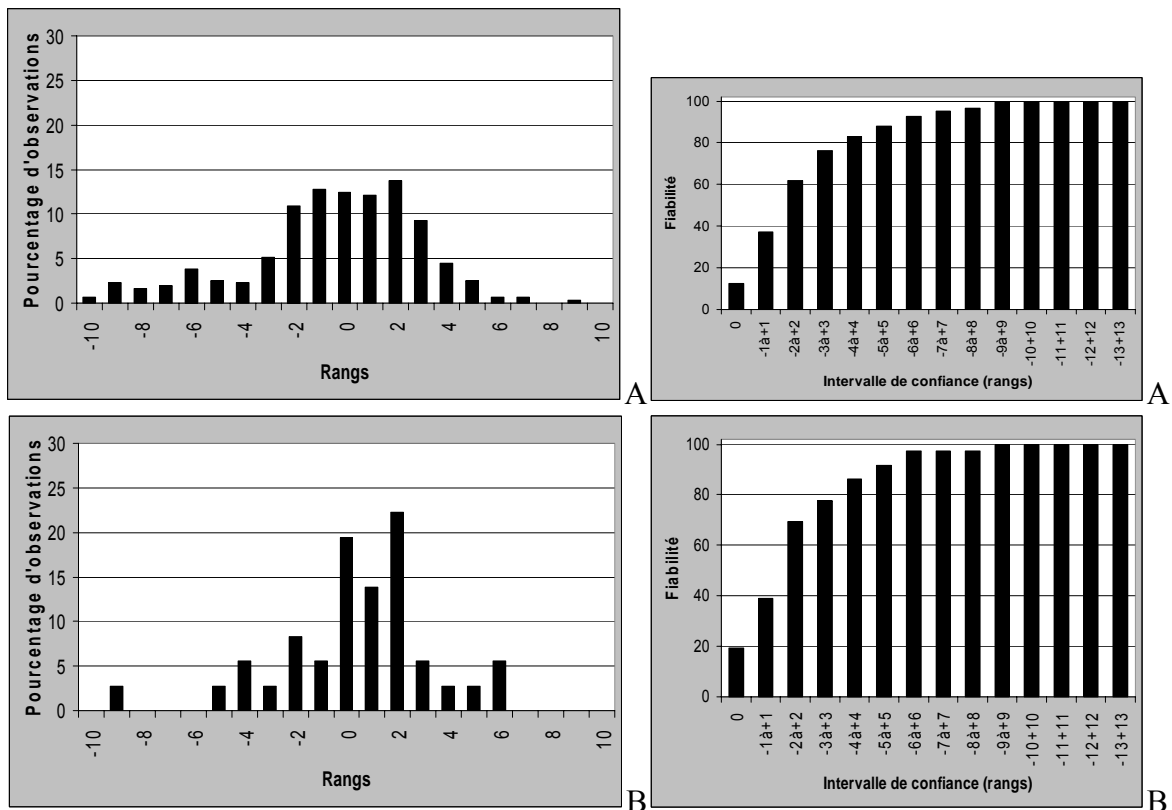 Pourcentage d'observations
30
25
20
15
10
5
0
-10
-8
-6
-4
-2
0
2
4
6
8
10
Rangs
A
Fiabilité
100
80
60
40
20
0
0
-1à+1
-2à+2
-3à+3
-4à+4
-5à+5
-6à+6
-7à+7
-8à+8
-9à+9
-10+10
-11+11
-12+12
-13+13
Intervalle de confiance (rangs)
A
Pourcentage d'observations
30
25
20
15
10
5
0
-10
-8
-6
-4
-2
0
2
4
6
8
10
Rangs
B
Fiabilité
100
80
60
40
20
0
0
-1à+1
-2à+2
-3à+3
-4à+4
-5à+5
-6à+6
-7à+7
-8à+8
-9à+9
-10+10
-11+11
-12+12
-13+13
Intervalle de confiance (rangs)
B